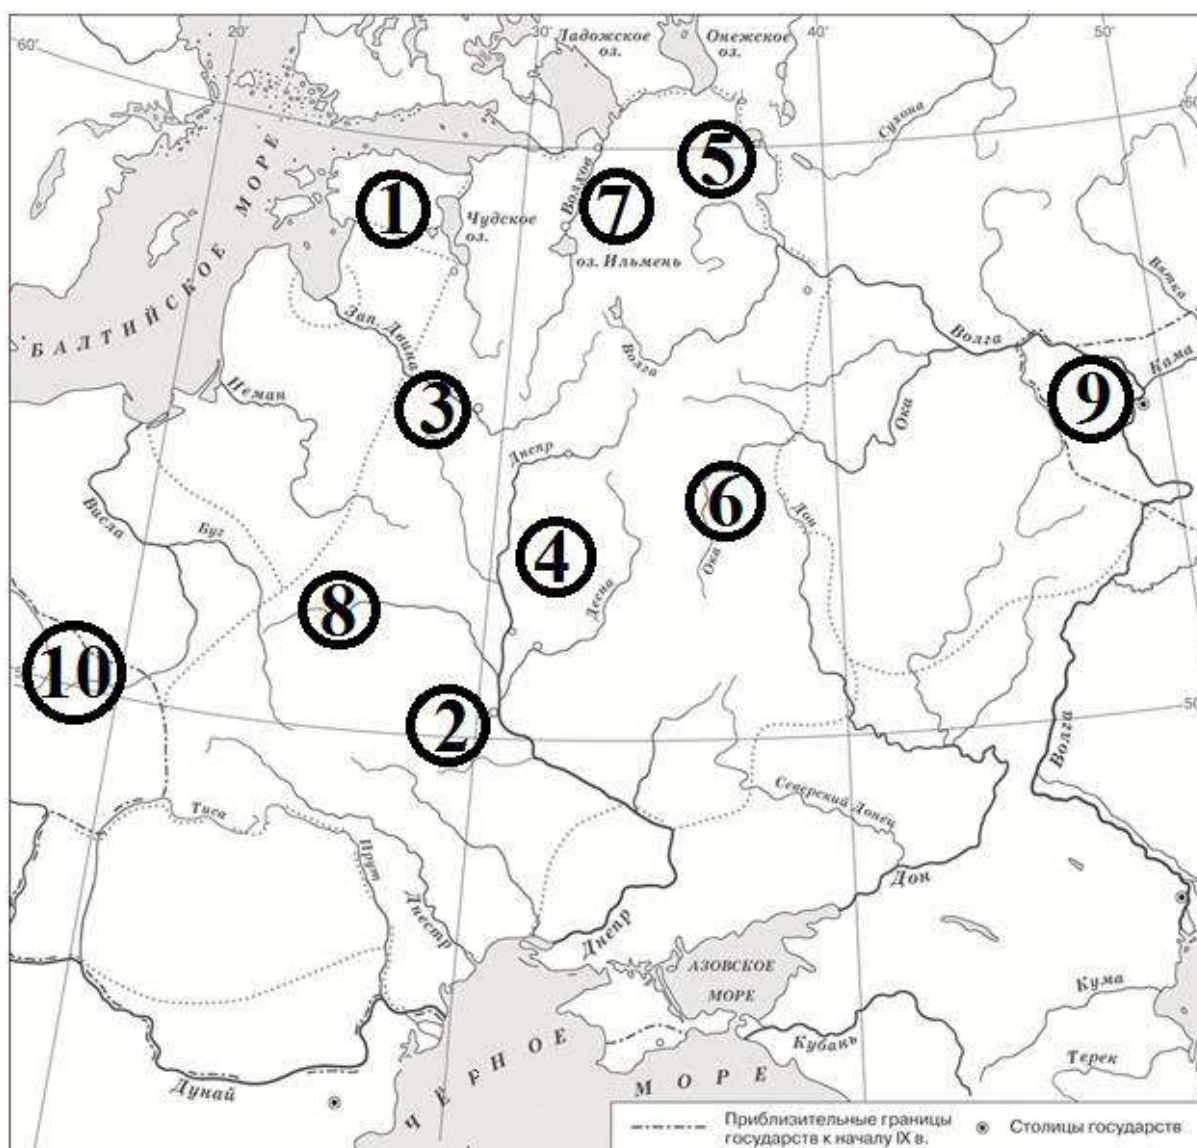 60°
20°
30°
40°
50°
60
Ладожское
оз.
Онежское
оз.
Сухона
5
1
7
Волхов
Чудское
оз.
оз. Ильмень
БАЛТИЙСКОЕ МОРЕ
Зап. Двина
Волга
Волга
Вятка
Кама
Неман
3
9
Ока
Днепр
6
Дон
Висла
Буг
4
Ока
Десна
8
10
2
50
Волга
Тиса
Северский Донец
Прут
Днестр
Днепр
Дон
АЗОВСКОЕ
МОРЕ
Кума
Кубань
Терек
Дунай
ЧЁРНОЕ МОРЕ
Приблизительные границы
государств к началу IX в.
Столицы государств